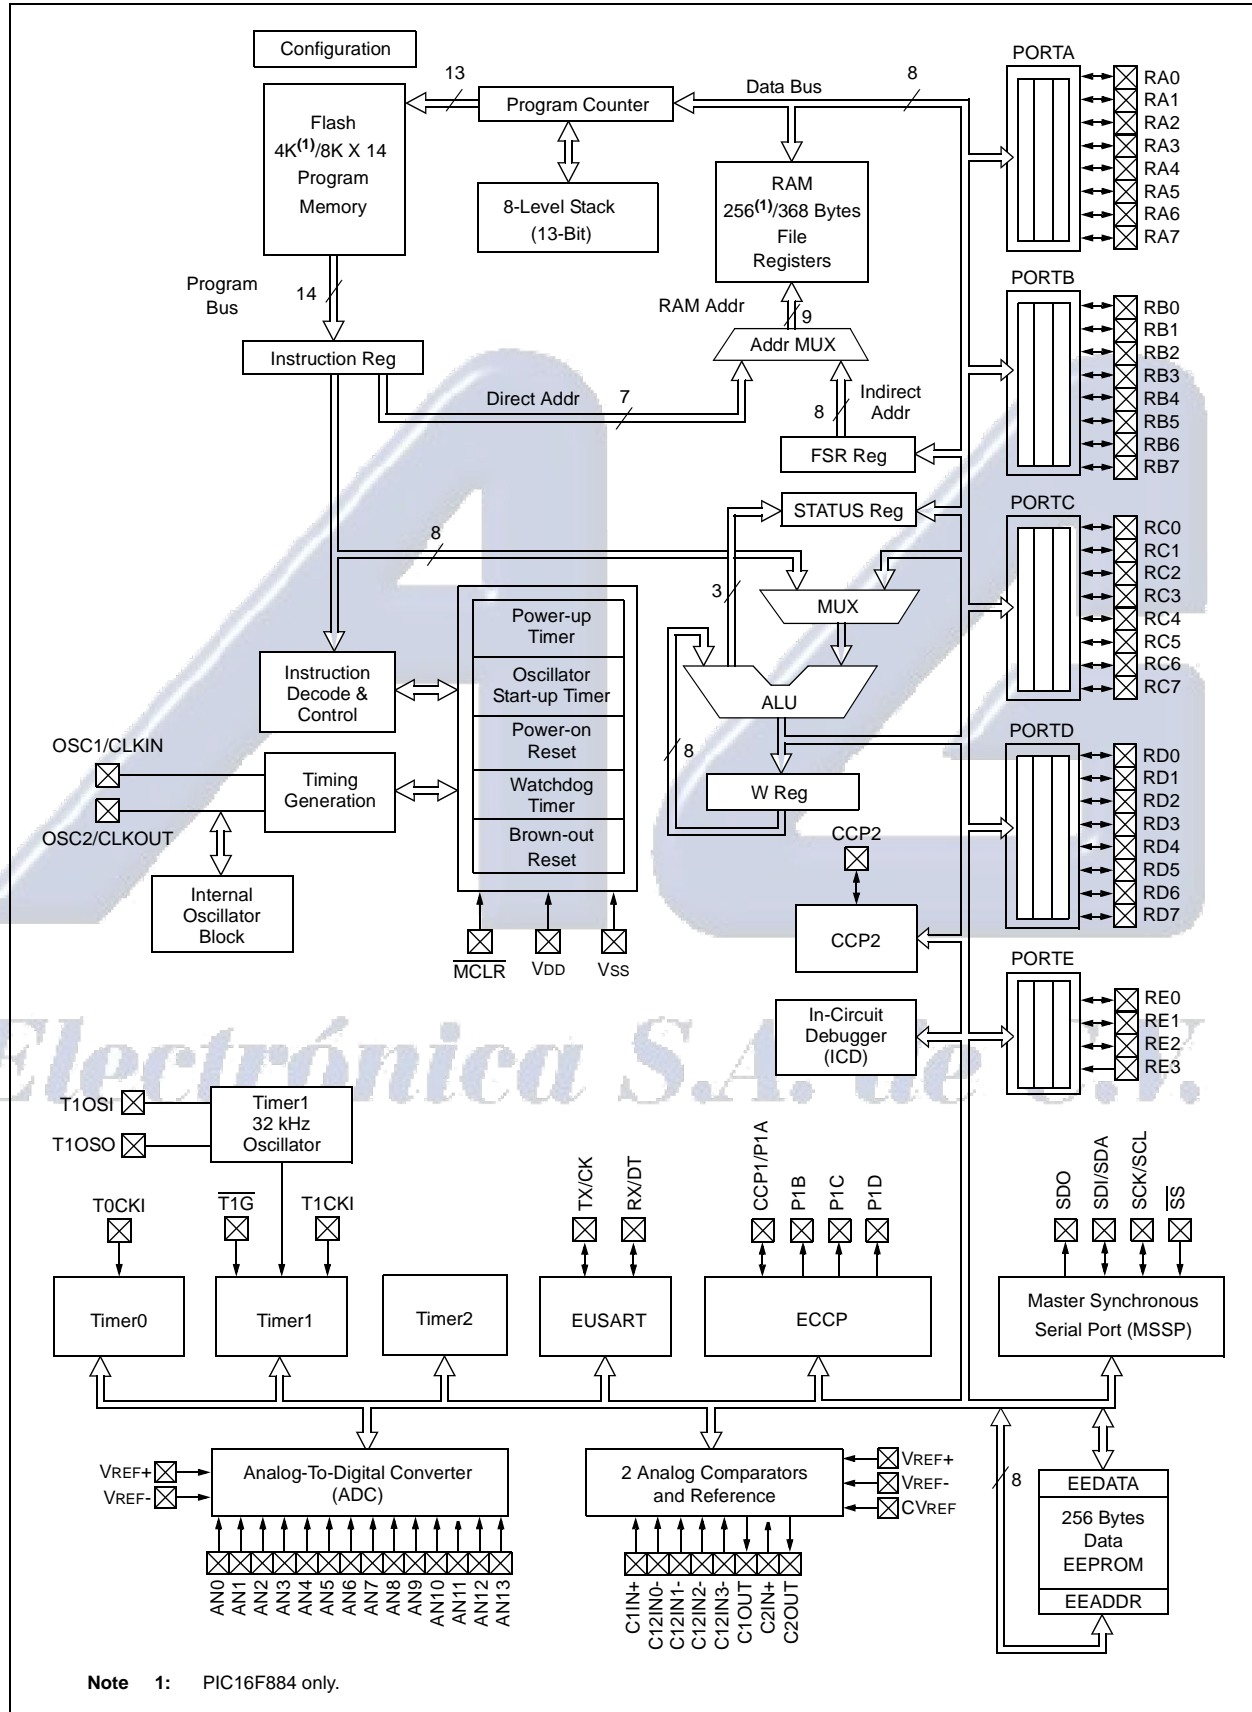 Configuration
Flash
4K(1)/8K X 14
Program
Memory
13
Program Counter
8-Level Stack
(13-Bit)
Data Bus
8
RAM
256(1)/368 Bytes
File
Registers
Program
Bus
14
RAM Addr
9
Addr MUX
Instruction Reg
Direct Addr
7
Indirect
Addr
8
FSR Reg
STATUS Reg
8
3
MUX
ALU
8
W Reg
Instruction
Decode &
Control
Power-up
Timer
Oscillator
Start-up Timer
Power-on
Reset
Watchdog
Timer
Brown-out
Reset
OSC1/CLKIN
OSC2/CLKOUT
Timing
Generation
Internal
Oscillator
Block
MCLR
VDD
VSS
CCP2
CCP2
In-Circuit
Debugger
(ICD)
PORTA
RA0
RA1
RA2
RA3
RA4
RA5
RA6
RA7
PORTB
RB0
RB1
RB2
RB3
RB4
RB5
RB6
RB7
PORTC
RC0
RC1
RC2
RC3
RC4
RC5
RC6
RC7
PORTD
RD0
RD1
RD2
RD3
RD4
RD5
RD6
RD7
PORTE
RE0
RE1
RE2
RE3
Electrónica S.A. de C.V.
T1OSI
T1OSO
Timer1
32 kHz
Oscillator
T0CKI
T1G
T1CKI
TX/CK
RX/DT
CCP1/P1A
P1B
P1C
P1D
SDO
SDI/SDA
SCK/SCL
SS
Timer0
Timer1
Timer2
EUSART
ECCP
Master Synchronous
Serial Port (MSSP)
VREF+
VREF-
Analog-To-Digital Converter
(ADC)
AN0
AN1
AN2
AN3
AN4
AN5
AN6
AN7
AN8
AN9
AN10
AN11
AN12
AN13
2 Analog Comparators
and Reference
VREF+
VREF-
CVREF
C1IN+
C12IN0-
C12IN1-
C12IN2-
C12IN3-
C1OUT
C2IN+
C2OUT
8
EEDATA
256 Bytes
Data
EEPROM
EEADDR
Note 1: PIC16F884 only.